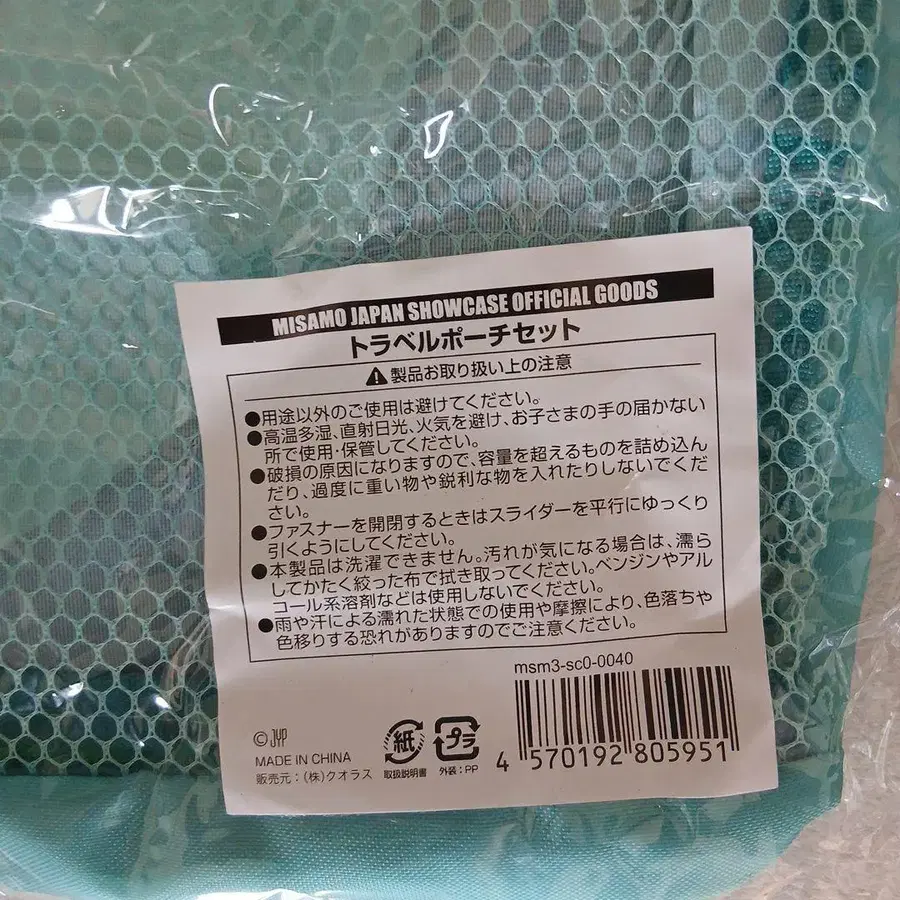 MISAMO JAPAN SHOWCASE OFFICIAL GOODS
トラベルポーチセット
製品お取り扱い上の注意
●用途以外のご使用は避けてください。
●高温多湿、直射日光、火気を避け、お子さまの手の届かない
所で使用・保管してください。
●破損の原因になりますので、容量を超えるものを詰め込ん
だり、過度に重い物や鋭利な物を入れたりしないでくだ
さい。
●ファスナーを開閉するときはスライダーを平行にゆっくり
引くようにしてください。
●本製品は洗濯できません。汚れが気になる場合は、濡ら
してかたく絞った布で拭き取ってください。ベンジンやアル
コール系溶剤などは使用しないでください。
●雨や汗による濡れた状態での使用や摩擦により、色落ちや
色移りする恐れがありますのでご注意ください。
msm3-sc0-0040
© JYP
MADE IN CHINA
販売元：(株)クオラス
紙
取扱説明書
プラ
外装：PP
4 570192 805951